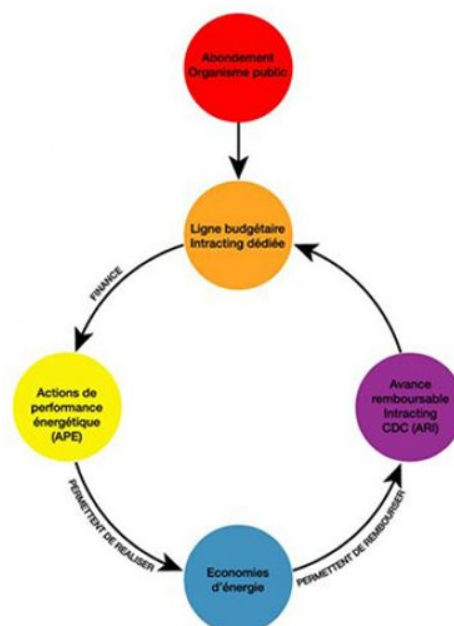 Abondement
Organisme public
Ligne budgétaire
Intracting dédiée
FINANCE
Actions de
performance
énergétique
(APE)
Avance
remboursable
Intracting
CDC (ARI)
PERMETTENT DE REALISER
PERMETTENT DE REMBOURSER
Economies
d'énergie